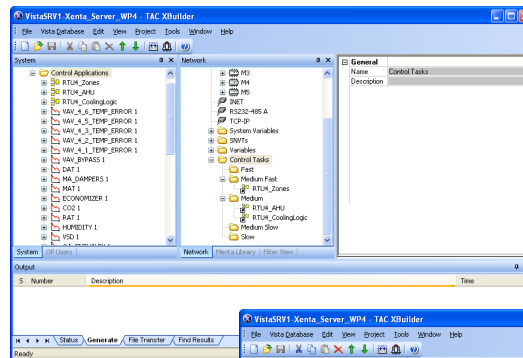 VistaSRV1-Xenta_Server_WP4 - TAC XBuilder
File Vista Database Edit View Project Tools Window Help
System
Control Applications
RTU4_Zones
RTU4_AHU
RTU4_CoolingLogic
VAV_4_6_TEMP_ERROR 1
VAV_4_5_TEMP_ERROR 1
VAV_4_3_TEMP_ERROR 1
VAV_4_2_TEMP_ERROR 1
VAV_4_1_TEMP_ERROR 1
VAV_BYPASS 1
DAT 1
MA_DAMPERS 1
MAT 1
ECONOMIZER 1
CO2 1
RAT 1
HUMIDITY 1
VSD 1
System OP Users
Network
M3
M4
M5
INET
RS232-485 A
TCP-IP
System Variables
SNVTs
Variables
Control Tasks
Fast
Medium Fast
RTU4_Zones
Medium
RTU4_AHU
RTU4_CoolingLogic
Medium Slow
Slow
Network Menta Library Filter View
General
Name Control Tasks
Description
Output
S Number Description Time
Status Generate File Transfer Find Results
Ready
VistaSRV1-Xenta_Server_WP4 - TAC XBuilder
File Vista Database Edit View Project Tools Window Help